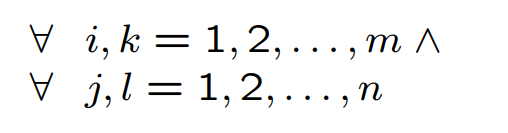 ∀ i, k = 1, 2, . . . , m ∧
∀ j, l = 1, 2, . . . , n